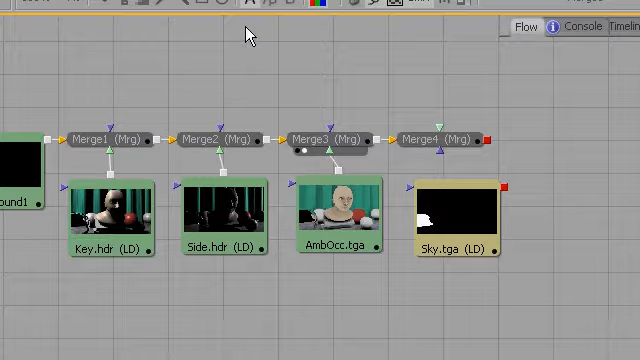 Flow
Console
Timelin
Merge1 (Mrg)
Merge2 (Mrg)
Merge3 (Mrg)
Merge4 (Mrg)
ound1
Key.hdr (LD)
Side.hdr (LD)
AmbOcc.tga
Sky.tga (LD)